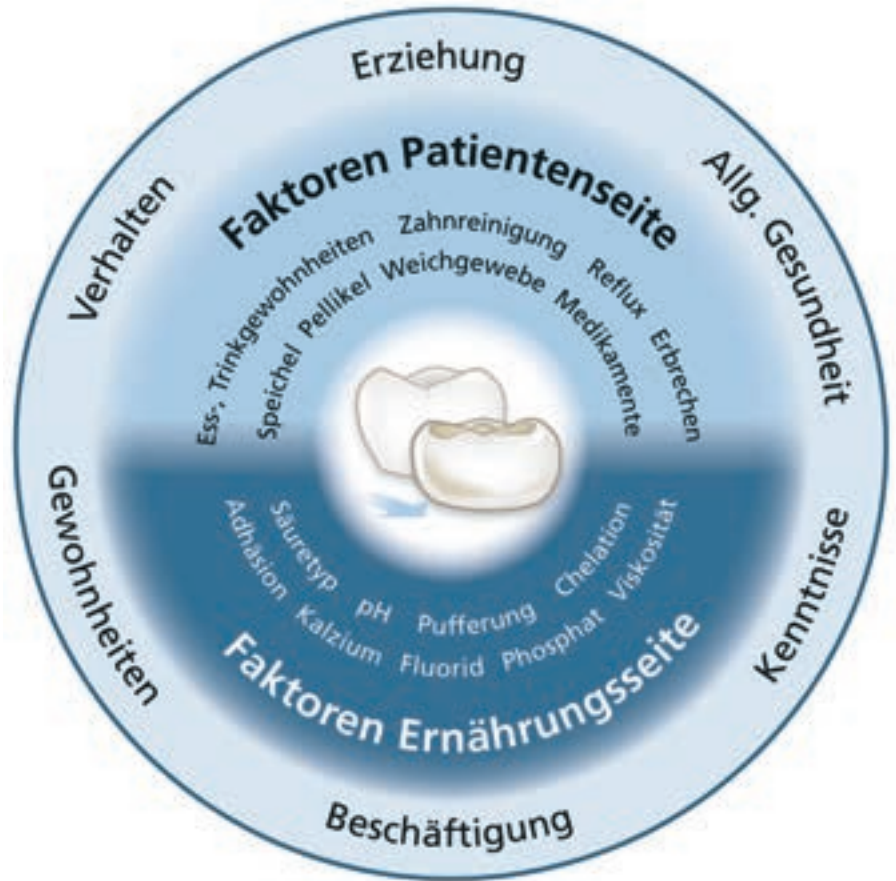 Erziehung
Allg. Gesundheit
Kenntnisse
Beschäftigung
Gewohnheiten
Verhalten
Faktoren Patientenseite
Ess-, Trinkgewohnheiten Zahnreinigung Reflux Erbrechen
Speichel Pellikel Weichgewebe Medikamente
Säuretyp pH Pufferung Chelation
Adhäsion Kalzium Fluorid Phosphat Viskosität
Faktoren Ernährungsseite